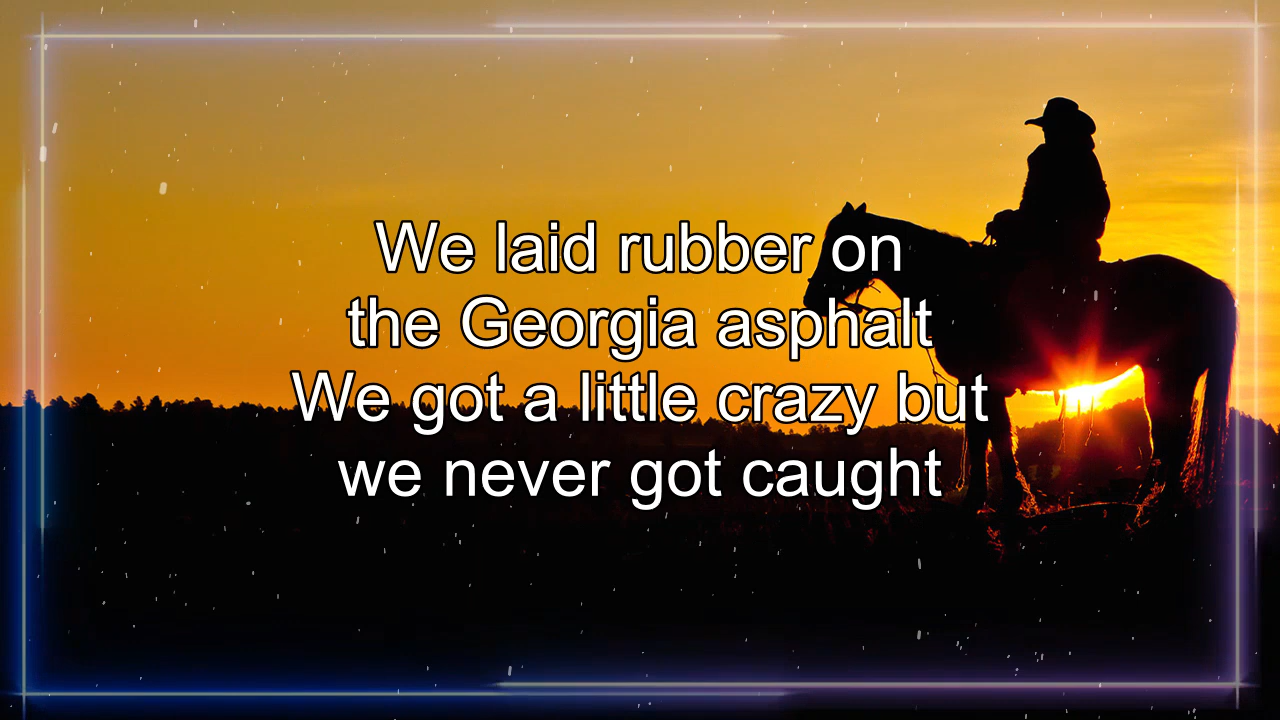 We laid rubber on
the Georgia asphalt
We got a little crazy but
we never got caught